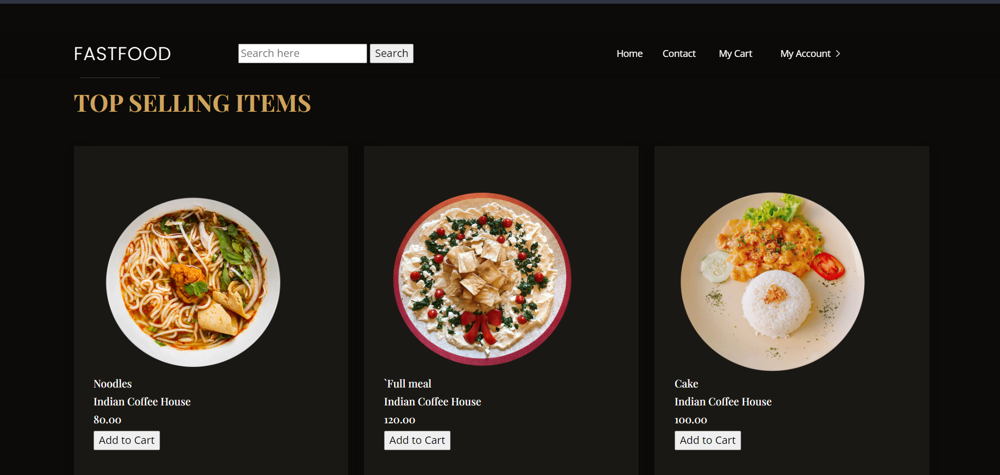 FASTFOOD
Search here
Search
Home
Contact
My Cart
My Account
TOP SELLING ITEMS
Noodles
Indian Coffee House
80.00
Add to Cart
`Full meal
Indian Coffee House
120.00
Add to Cart
Cake
Indian Coffee House
100.00
Add to Cart